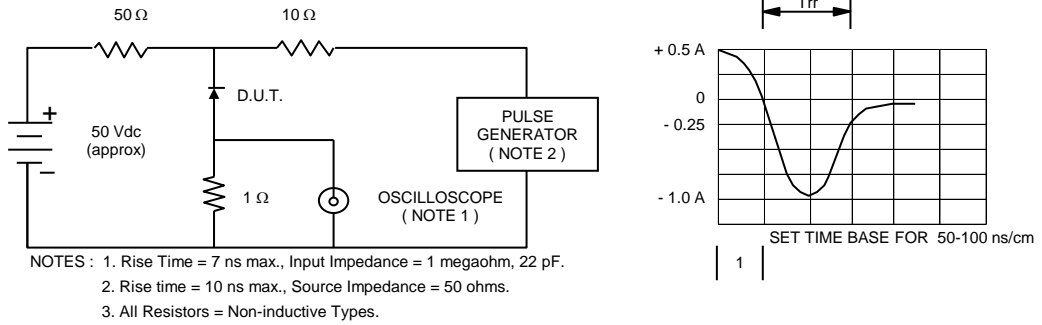 50 Ω
10 Ω
Trr
+ 0.5 A
D.U.T.
0
- 0.25
+
50 Vdc
(approx)
PULSE
GENERATOR
( NOTE 2 )
1 Ω
OSCILLOSCOPE
( NOTE 1 )
- 1.0 A
SET TIME BASE FOR 50-100 ns/cm
1
NOTES : 1. Rise Time = 7 ns max., Input Impedance = 1 megaohm, 22 pF.
2. Rise time = 10 ns max., Source Impedance = 50 ohms.
3. All Resistors = Non-inductive Types.